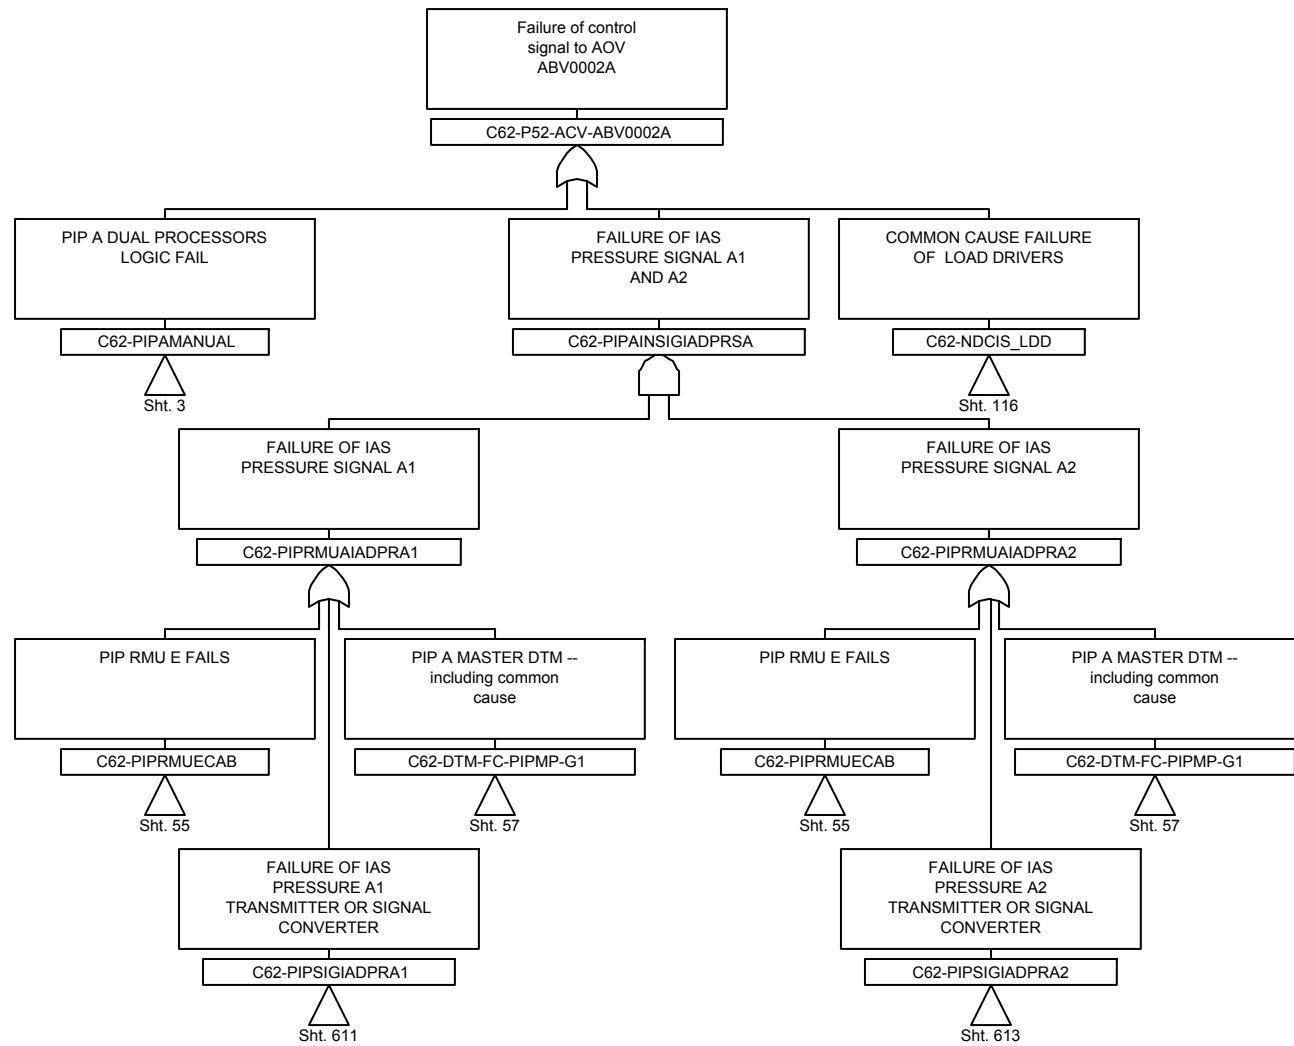 Failure of control
signal to AOV
ABV0002A
C62-P52-ACV-ABV0002A
PIP A DUAL PROCESSORS
LOGIC FAIL
C62-PIPAMANUAL
Sht. 3
FAILURE OF IAS
PRESSURE SIGNAL A1
AND A2
C62-PIPAINSIGIADPRSA
COMMON CAUSE FAILURE
OF LOAD DRIVERS
C62-NDCIS_LDD
Sht. 116
FAILURE OF IAS
PRESSURE SIGNAL A1
C62-PIPRMUAIADPRA1
FAILURE OF IAS
PRESSURE SIGNAL A2
C62-PIPRMUAIADPRA2
PIP RMU E FAILS
C62-PIPRMUECAB
Sht. 55
PIP A MASTER DTM --
including common
cause
C62-DTM-FC-PIPMP-G1
Sht. 57
PIP RMU E FAILS
C62-PIPRMUECAB
Sht. 55
PIP A MASTER DTM --
including common
cause
C62-DTM-FC-PIPMP-G1
Sht. 57
FAILURE OF IAS
PRESSURE A1
TRANSMITTER OR SIGNAL
CONVERTER
C62-PIPSIGIADPRA1
Sht. 611
FAILURE OF IAS
PRESSURE A2
TRANSMITTER OR SIGNAL
CONVERTER
C62-PIPSIGIADPRA2
Sht. 613